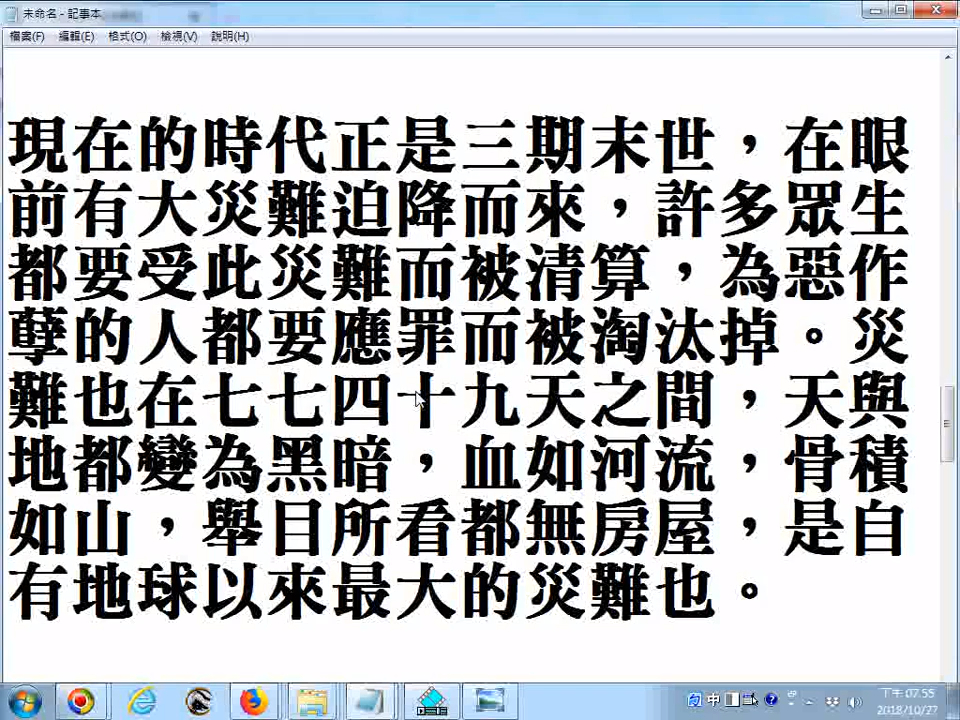 未命名 - 記事本
檔案(F) 編輯(E) 格式(O) 檢視(V) 說明(H)
現在的時代正是三期末世，在眼
前有大災難迫降而來，許多眾生
都要受此災難而被清算，為惡作
孽的人都要應罪而被淘汰掉。災
難也在七七四十九天之間，天與
地都變為黑暗，血如河流，骨積
如山，舉目所看都無房屋，是自
有地球以來最大的災難也。
中
下午 07:55
2018/10/27